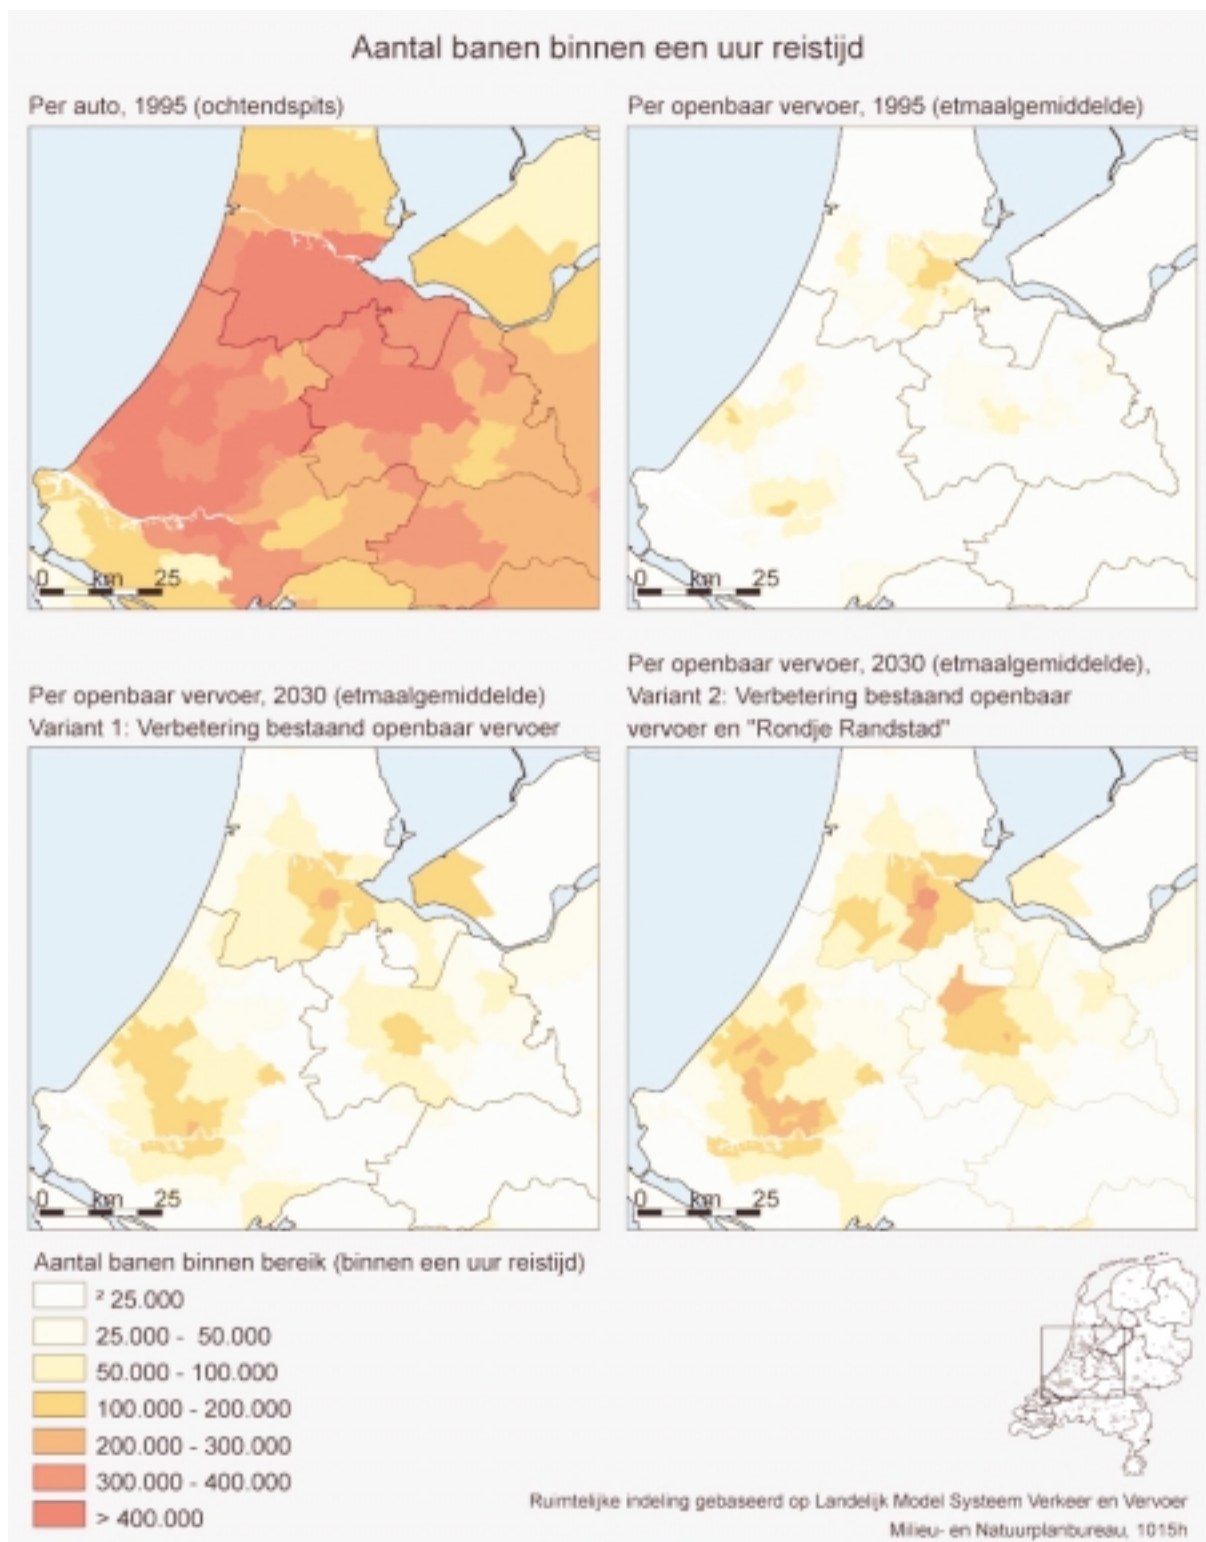 Aantal banen binnen een uur reistijd
Per auto, 1995 (ochtendspits)
Per openbaar vervoer, 1995 (etmaalgemiddelde)
0 km 25
0 km 25
Per openbaar vervoer, 2030 (etmaalgemiddelde)
Variant 1: Verbetering bestaand openbaar vervoer
Per openbaar vervoer, 2030 (etmaalgemiddelde),
Variant 2: Verbetering bestaand openbaar
vervoer en "Rondje Randstad"
0 km 25
0 km 25
Aantal banen binnen bereik (binnen een uur reistijd)
² 25.000
25.000 - 50.000
50.000 - 100.000
100.000 - 200.000
200.000 - 300.000
300.000 - 400.000
> 400.000
Ruimtelijke indeling gebaseerd op Landelijk Model Systeem Verkeer en Vervoer
Milieu- en Natuurplanbureau, 1015h